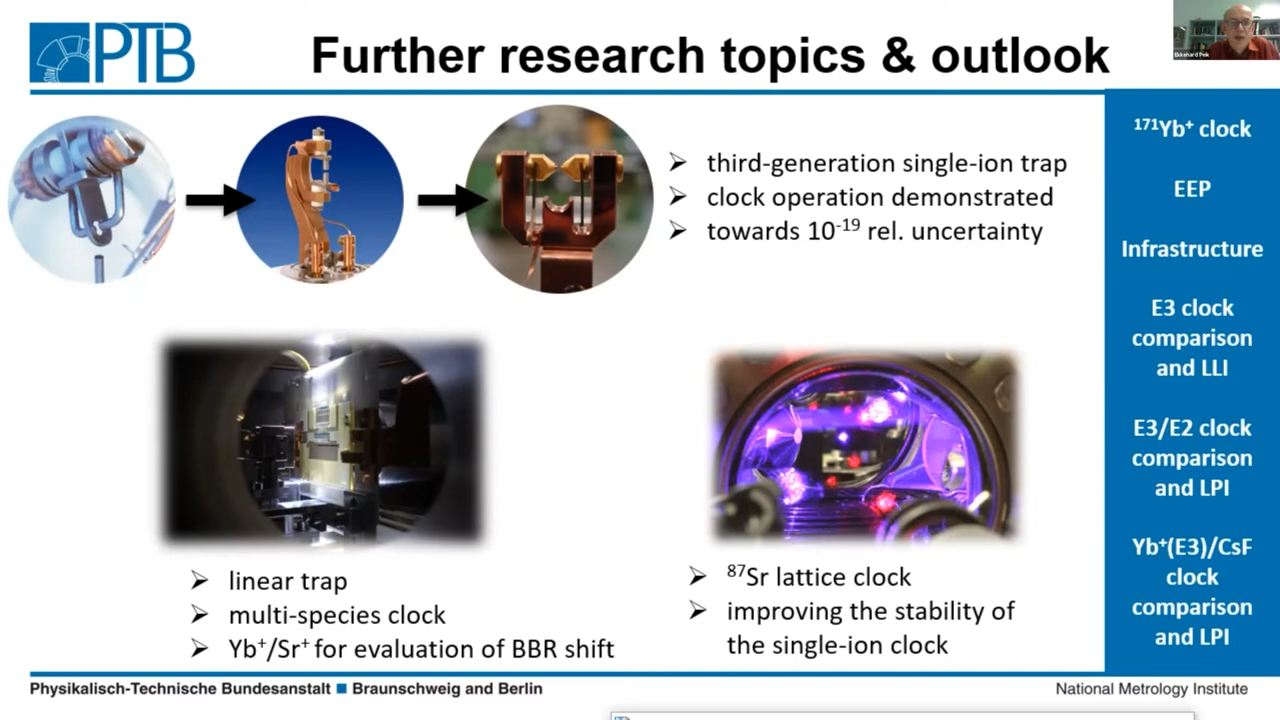 PTB
Further research topics & outlook
Ekkehard Peik
➢ third-generation single-ion trap
➢ clock operation demonstrated
➢ towards 10⁻¹⁹ rel. uncertainty
➢ linear trap
➢ multi-species clock
➢ Yb⁺/Sr⁺ for evaluation of BBR shift
➢ ⁸⁷Sr lattice clock
➢ improving the stability of
the single-ion clock
¹⁷¹Yb⁺ clock
EEP
Infrastructure
E3 clock
comparison
and LLI
E3/E2 clock
comparison
and LPI
Yb⁺(E3)/CsF
clock
comparison
and LPI
Physikalisch-Technische Bundesanstalt ■ Braunschweig and Berlin
National Metrology Institute